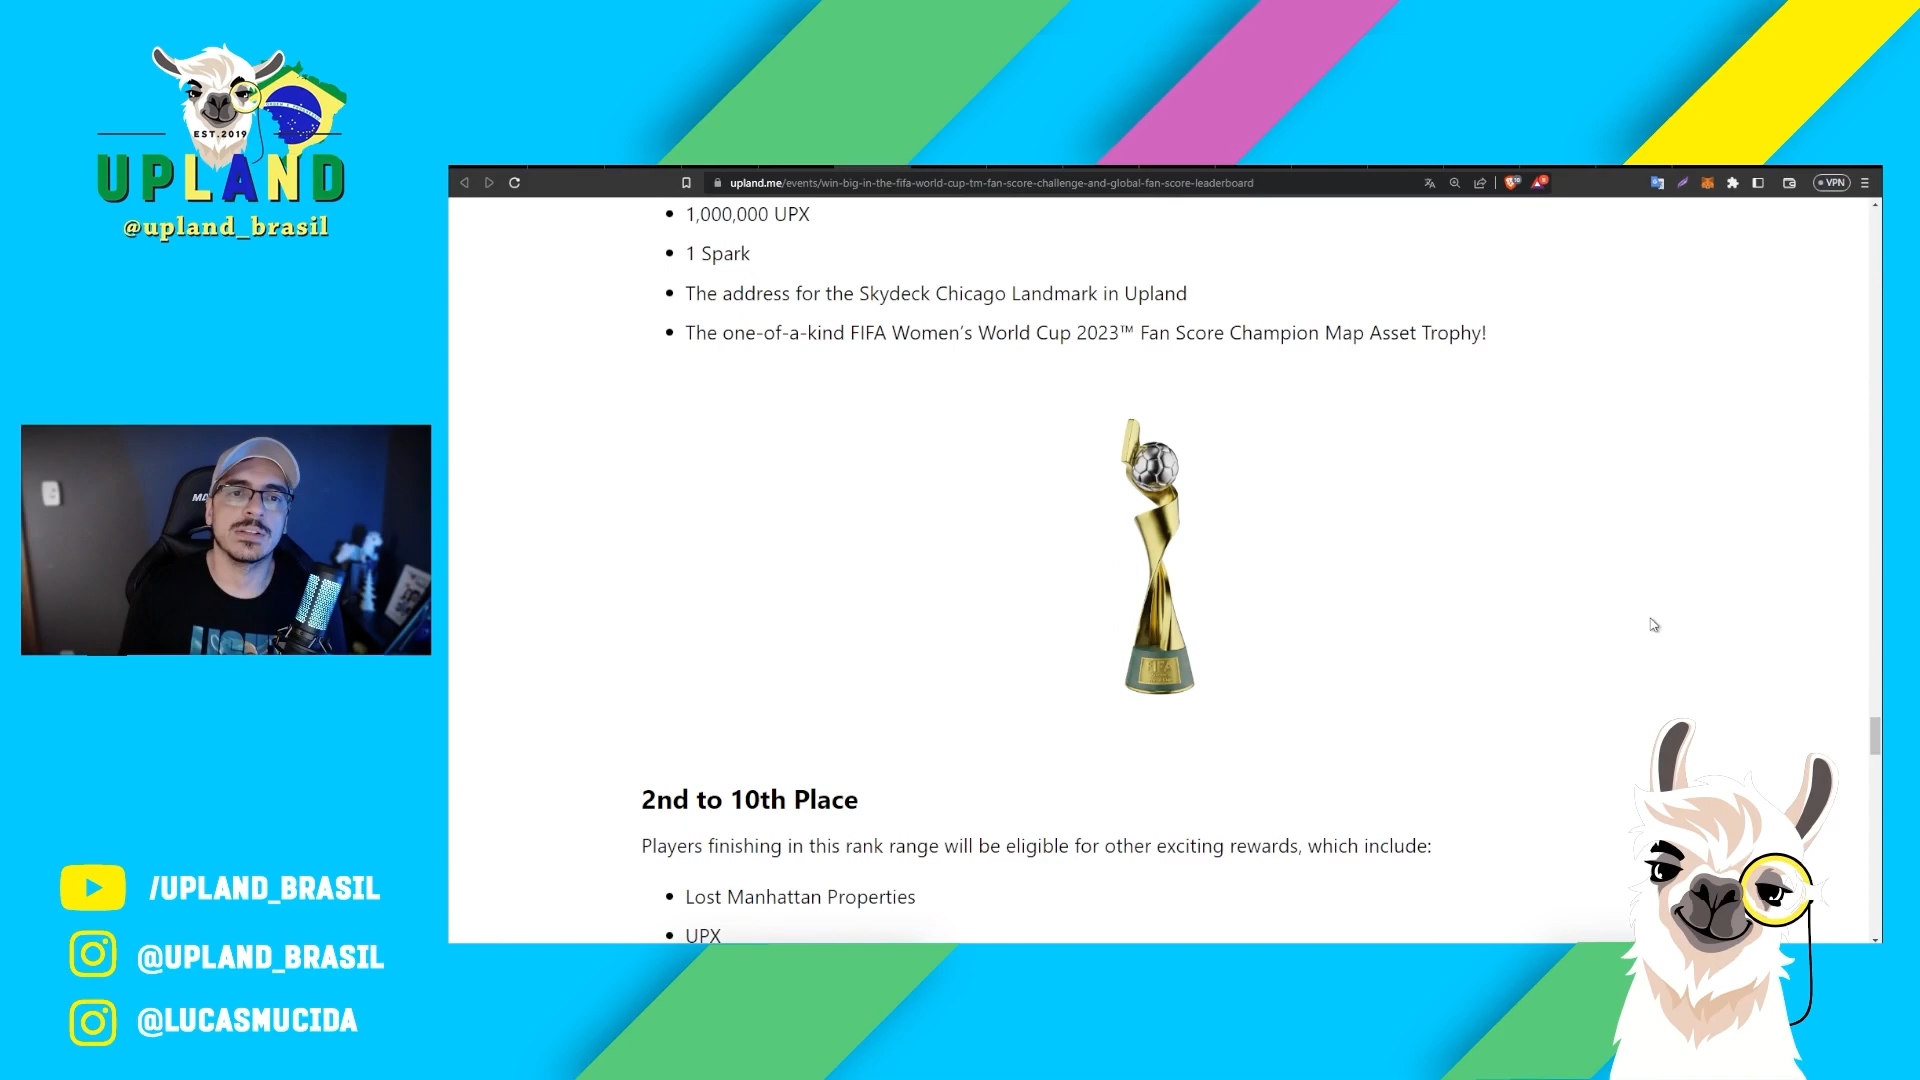 EST.2019
UPLAND
@upland_brasil
upland.me/events/win-big-in-the-fifa-world-cup-tm-fan-score-challenge-and-global-fan-score-leaderboard
VPN
• 1,000,000 UPX
• 1 Spark
• The address for the Skydeck Chicago Landmark in Upland
• The one-of-a-kind FIFA Women’s World Cup 2023™ Fan Score Champion Map Asset Trophy!
FIFA
2nd to 10th Place
Players finishing in this rank range will be eligible for other exciting rewards, which include:
• Lost Manhattan Properties
• UPX
/UPLAND_BRASIL
@UPLAND_BRASIL
@LUCASMUCIDA